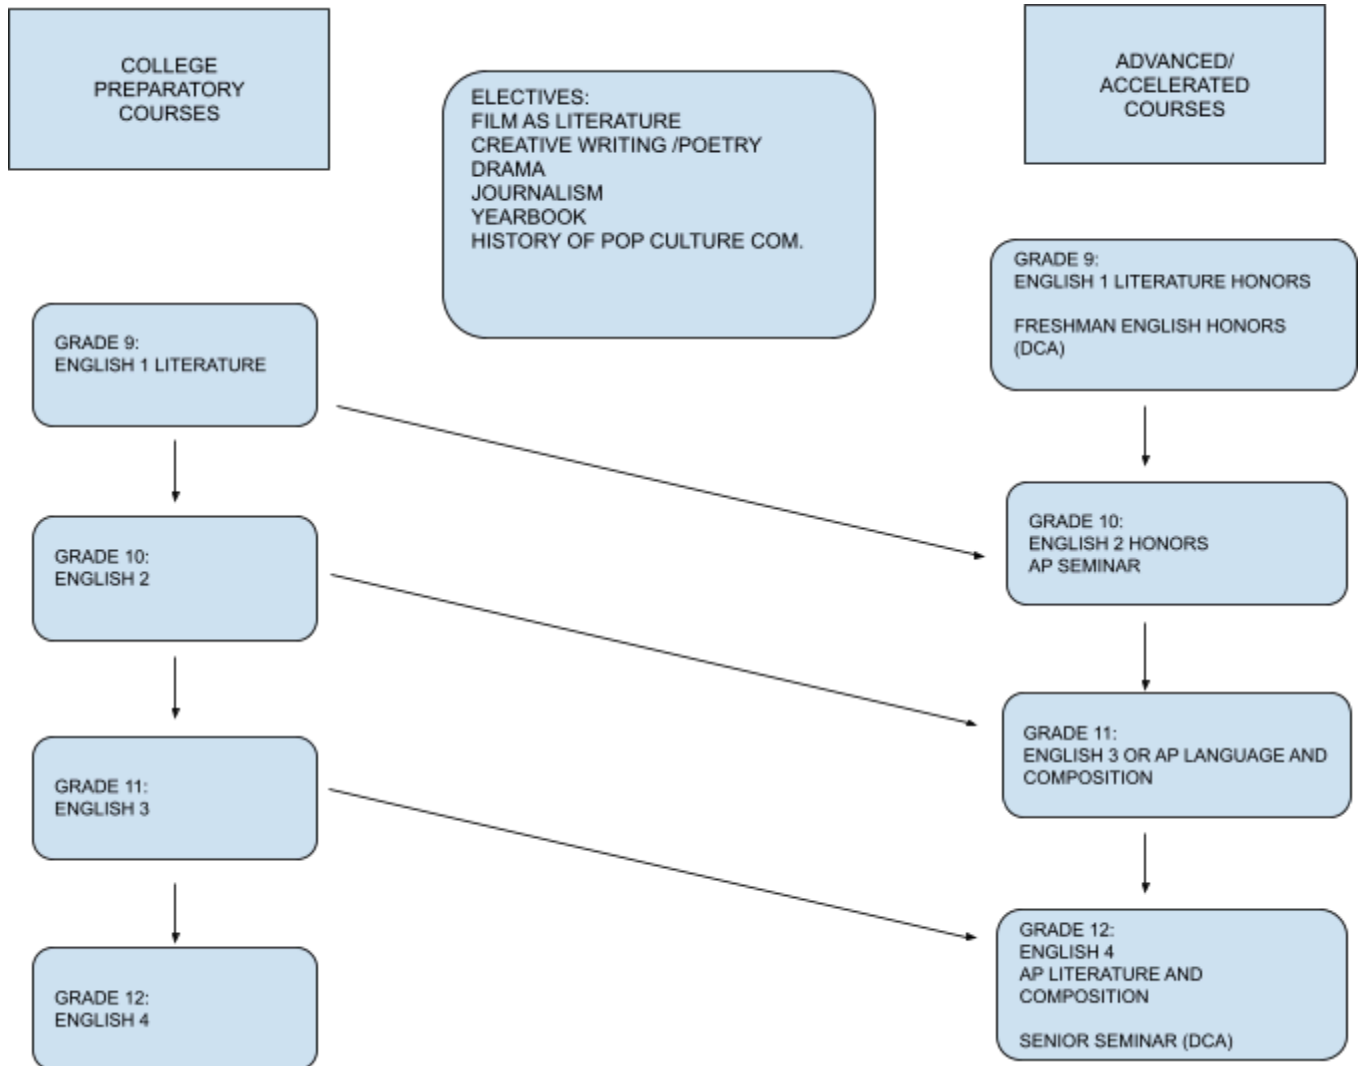 COLLEGE
PREPARATORY
COURSES
ELECTIVES:
FILM AS LITERATURE
CREATIVE WRITING /POETRY
DRAMA
JOURNALISM
YEARBOOK
HISTORY OF POP CULTURE COM.
ADVANCED/
ACCELERATED
COURSES
GRADE 9:
ENGLISH 1 LITERATURE
GRADE 9:
ENGLISH 1 LITERATURE HONORS
FRESHMAN ENGLISH HONORS
(DCA)
GRADE 10:
ENGLISH 2
GRADE 10:
ENGLISH 2 HONORS
AP SEMINAR
GRADE 11:
ENGLISH 3
GRADE 11:
ENGLISH 3 OR AP LANGUAGE AND
COMPOSITION
GRADE 12:
ENGLISH 4
GRADE 12:
ENGLISH 4
AP LITERATURE AND
COMPOSITION
SENIOR SEMINAR (DCA)